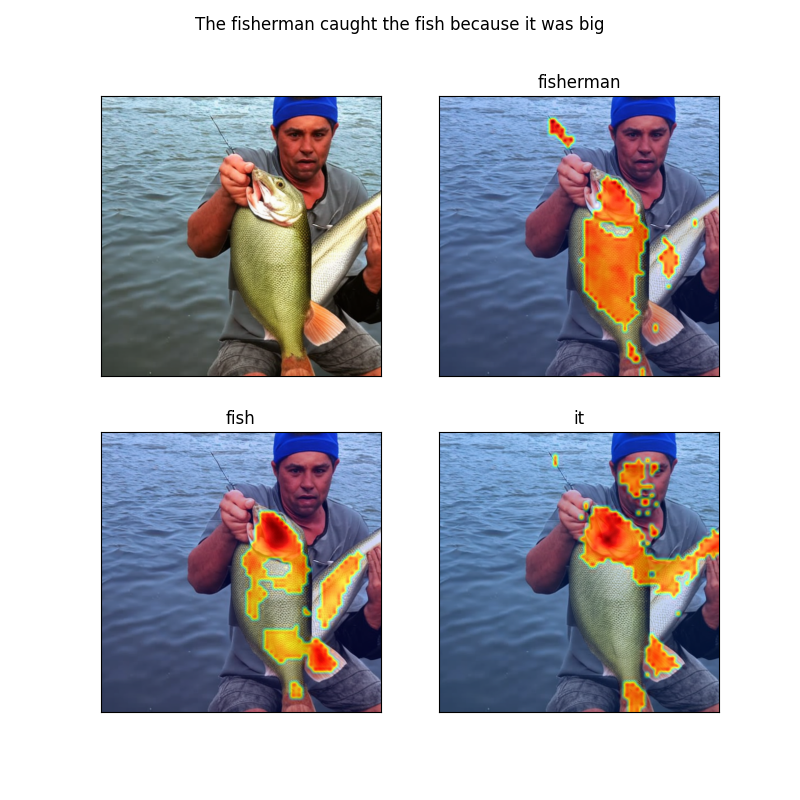 The fisherman caught the fish because it was big
fisherman
fish
it